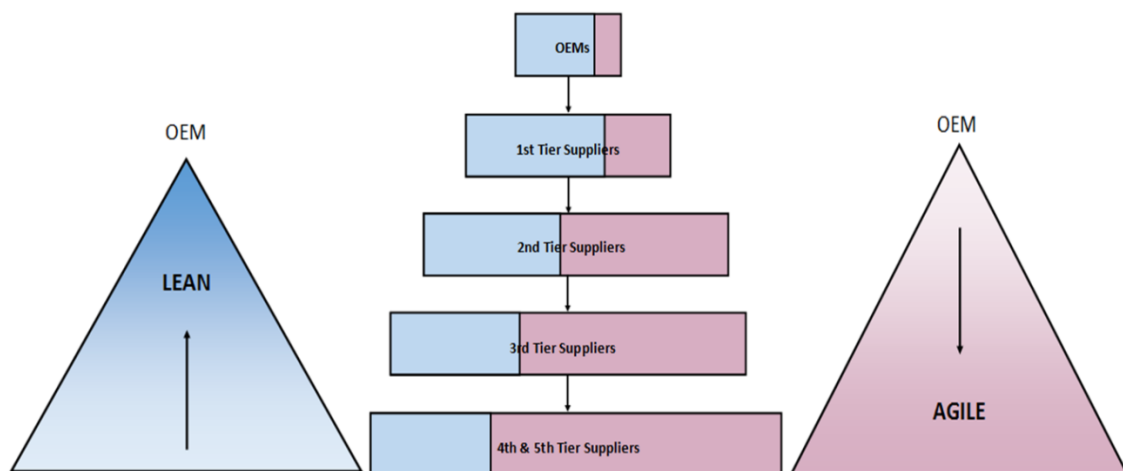 OEMs
OEM
OEM
1st Tier Suppliers
2nd Tier Suppliers
LEAN
3rd Tier Suppliers
AGILE
4th & 5th Tier Suppliers